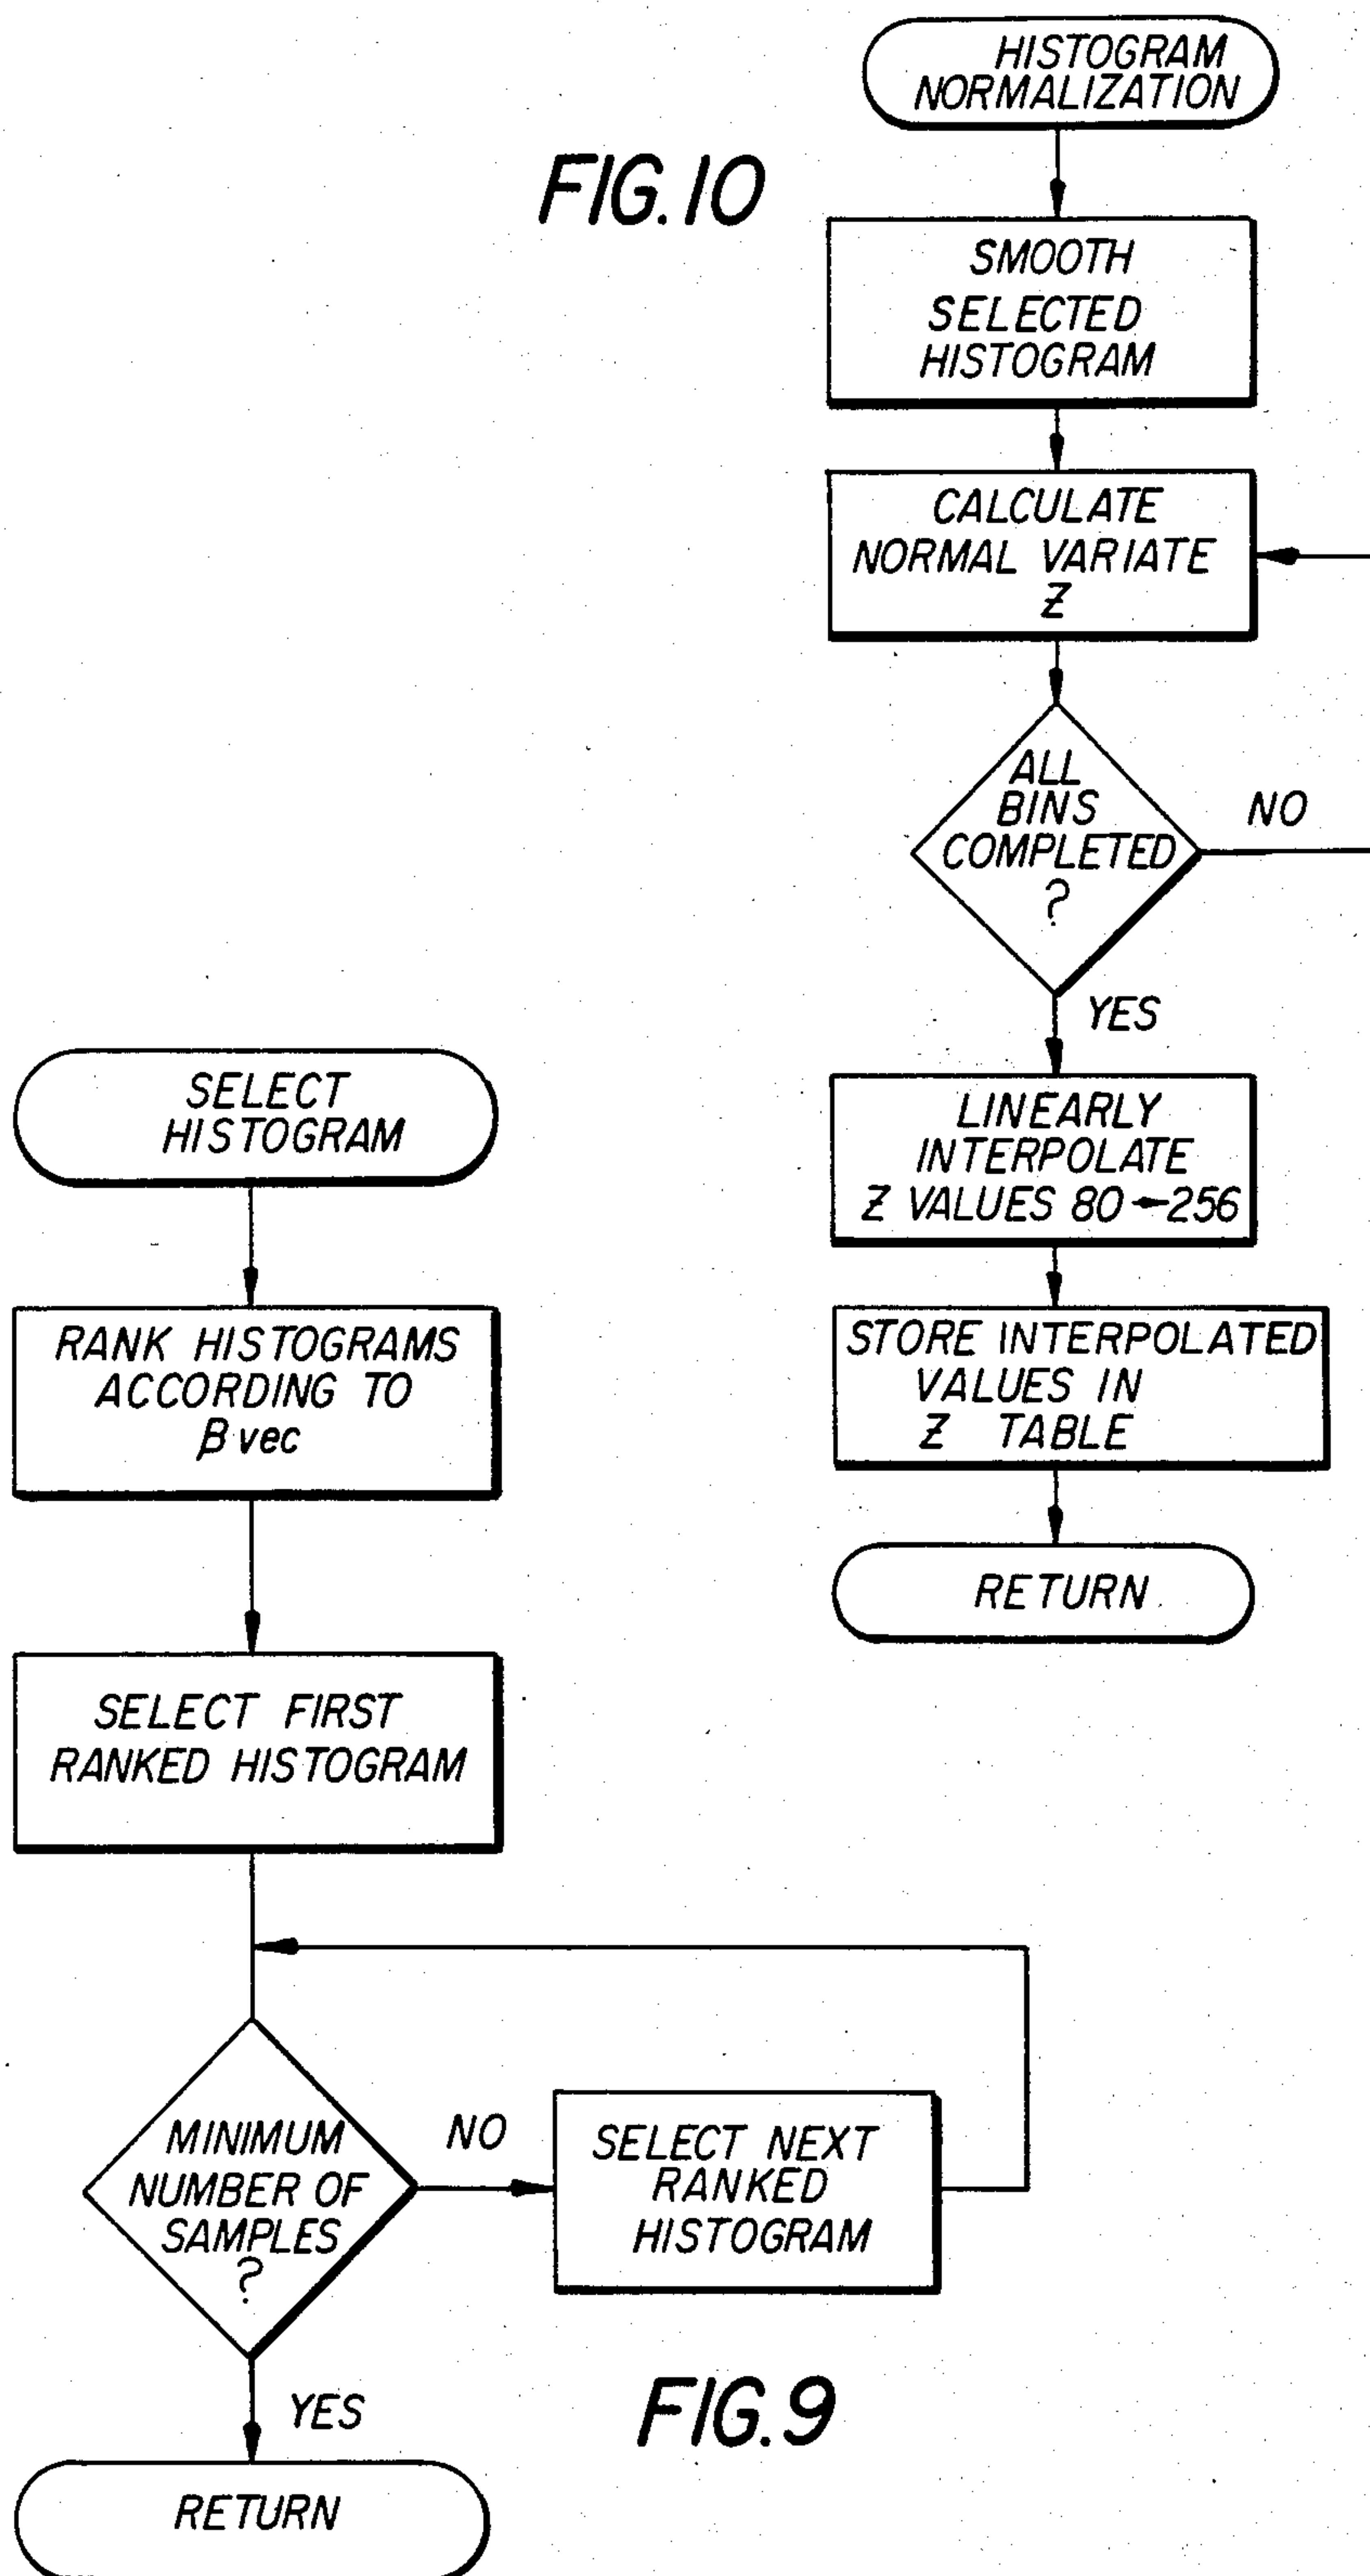 FIG. 10
HISTOGRAM
NORMALIZATION
SMOOTH
SELECTED
HISTOGRAM
CALCULATE
NORMAL VARIATE
Z
ALL
BINS
COMPLETED
?
NO
YES
LINEARLY
INTERPOLATE
Z VALUES 80←256
STORE INTERPOLATED
VALUES IN
Z TABLE
RETURN
SELECT
HISTOGRAM
RANK HISTOGRAMS
ACCORDING TO
β vec
SELECT FIRST
RANKED HISTOGRAM
MINIMUM
NUMBER OF
SAMPLES
?
NO
SELECT NEXT
RANKED
HISTOGRAM
YES
RETURN
FIG. 9